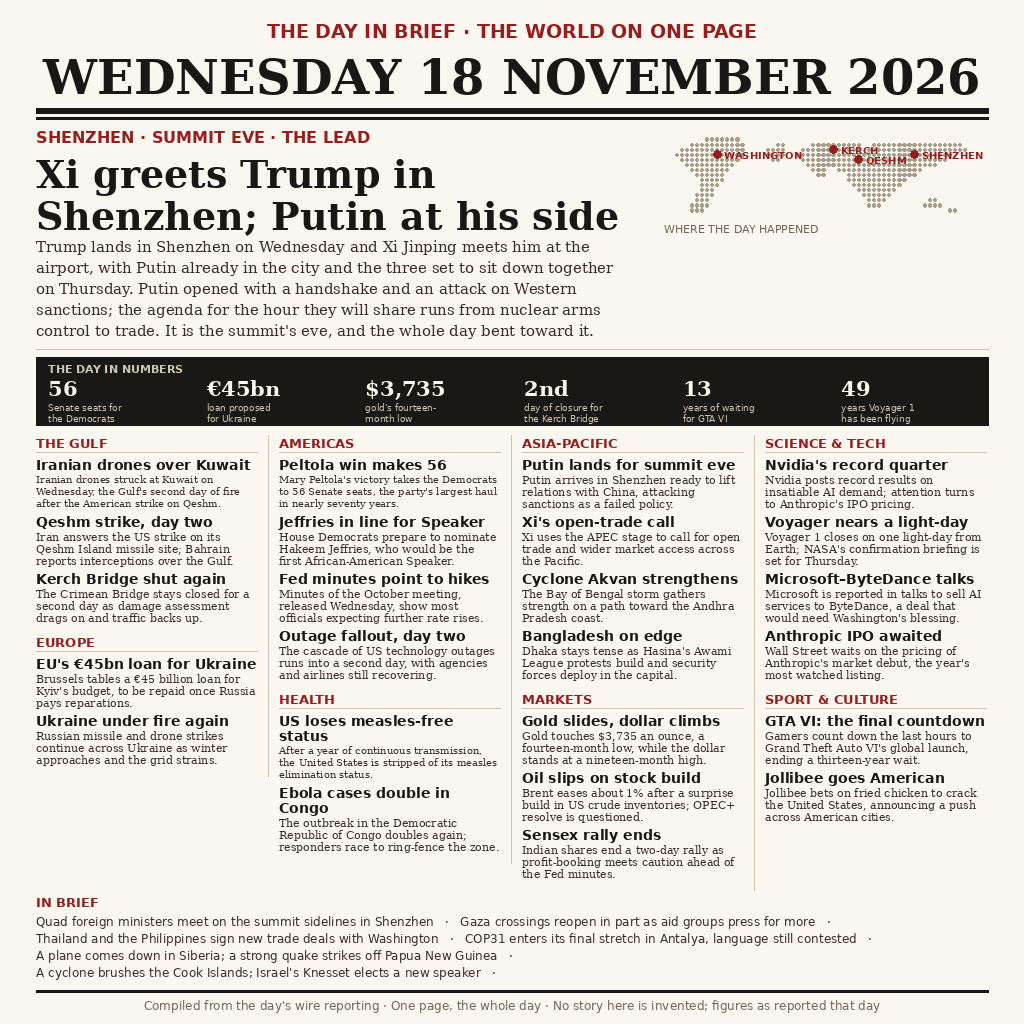 THE DAY IN BRIEF · THE WORLD ON ONE PAGE
WEDNESDAY 18 NOVEMBER 2026
SHENZHEN · SUMMIT EVE · THE LEAD
Xi greets Trump in
Shenzhen; Putin at his side
Trump lands in Shenzhen on Wednesday and Xi Jinping meets him at the
airport, with Putin already in the city and the three set to sit down together
on Thursday. Putin opened with a handshake and an attack on Western
sanctions; the agenda for the hour they will share runs from nuclear arms
control to trade. It is the summit's eve, and the whole day bent toward it.
WASHINGTON
KERCH
QESHM
SHENZHEN
WHERE THE DAY HAPPENED
THE DAY IN NUMBERS
56
Senate seats for
the Democrats
€45bn
loan proposed
for Ukraine
$3,735
gold's fourteen-
month low
2nd
day of closure for
the Kerch Bridge
13
years of waiting
for GTA VI
49
years Voyager 1
has been flying
THE GULF
Iranian drones over Kuwait
Iranian drones struck at Kuwait on
Wednesday, the Gulf's second day of fire
after the American strike on Qeshm.
Qeshm strike, day two
Iran answers the US strike on its
Qeshm Island missile site; Bahrain
reports interceptions over the Gulf.
Kerch Bridge shut again
The Crimean Bridge stays closed for a
second day as damage assessment
drags on and traffic backs up.
EUROPE
EU's €45bn loan for Ukraine
Brussels tables a €45 billion loan for
Kyiv's budget, to be repaid once Russia
pays reparations.
Ukraine under fire again
Russian missile and drone strikes
continue across Ukraine as winter
approaches and the grid strains.
AMERICAS
Peltola win makes 56
Mary Peltola's victory takes the Democrats
to 56 Senate seats, the party's largest haul
in nearly seventy years.
Jeffries in line for Speaker
House Democrats prepare to nominate
Hakeem Jeffries, who would be the
first African-American Speaker.
Fed minutes point to hikes
Minutes of the October meeting,
released Wednesday, show most
officials expecting further rate rises.
Outage fallout, day two
The cascade of US technology outages
runs into a second day, with agencies
and airlines still recovering.
HEALTH
US loses measles-free
status
After a year of continuous transmission,
the United States is stripped of its measles
elimination status.
Ebola cases double in
Congo
The outbreak in the Democratic
Republic of Congo doubles again;
responders race to ring-fence the zone.
ASIA-PACIFIC
Putin lands for summit eve
Putin arrives in Shenzhen ready to lift
relations with China, attacking
sanctions as a failed policy.
Xi's open-trade call
Xi uses the APEC stage to call for open
trade and wider market access across
the Pacific.
Cyclone Akvan strengthens
The Bay of Bengal storm gathers
strength on a path toward the Andhra
Pradesh coast.
Bangladesh on edge
Dhaka stays tense as Hasina's Awami
League protests build and security
forces deploy in the capital.
MARKETS
Gold slides, dollar climbs
Gold touches $3,735 an ounce, a
fourteen-month low, while the dollar
stands at a nineteen-month high.
Oil slips on stock build
Brent eases about 1% after a surprise
build in US crude inventories; OPEC+
resolve is questioned.
Sensex rally ends
Indian shares end a two-day rally as
profit-booking meets caution ahead of
the Fed minutes.
SCIENCE & TECH
Nvidia's record quarter
Nvidia posts record results on
insatiable AI demand; attention turns
to Anthropic's IPO pricing.
Voyager nears a light-day
Voyager 1 closes on one light-day from
Earth; NASA's confirmation briefing is
set for Thursday.
Microsoft–ByteDance talks
Microsoft is reported in talks to sell AI
services to ByteDance, a deal that
would need Washington's blessing.
Anthropic IPO awaited
Wall Street waits on the pricing of
Anthropic's market debut, the year's
most watched listing.
SPORT & CULTURE
GTA VI: the final countdown
Gamers count down the last hours to
Grand Theft Auto VI's global launch,
ending a thirteen-year wait.
Jollibee goes American
Jollibee bets on fried chicken to crack
the United States, announcing a push
across American cities.
IN BRIEF
Quad foreign ministers meet on the summit sidelines in Shenzhen · Gaza crossings reopen in part as aid groups press for more ·
Thailand and the Philippines sign new trade deals with Washington · COP31 enters its final stretch in Antalya, language still contested ·
A plane comes down in Siberia; a strong quake strikes off Papua New Guinea ·
A cyclone brushes the Cook Islands; Israel's Knesset elects a new speaker ·
Compiled from the day's wire reporting · One page, the whole day · No story here is invented; figures as reported that day